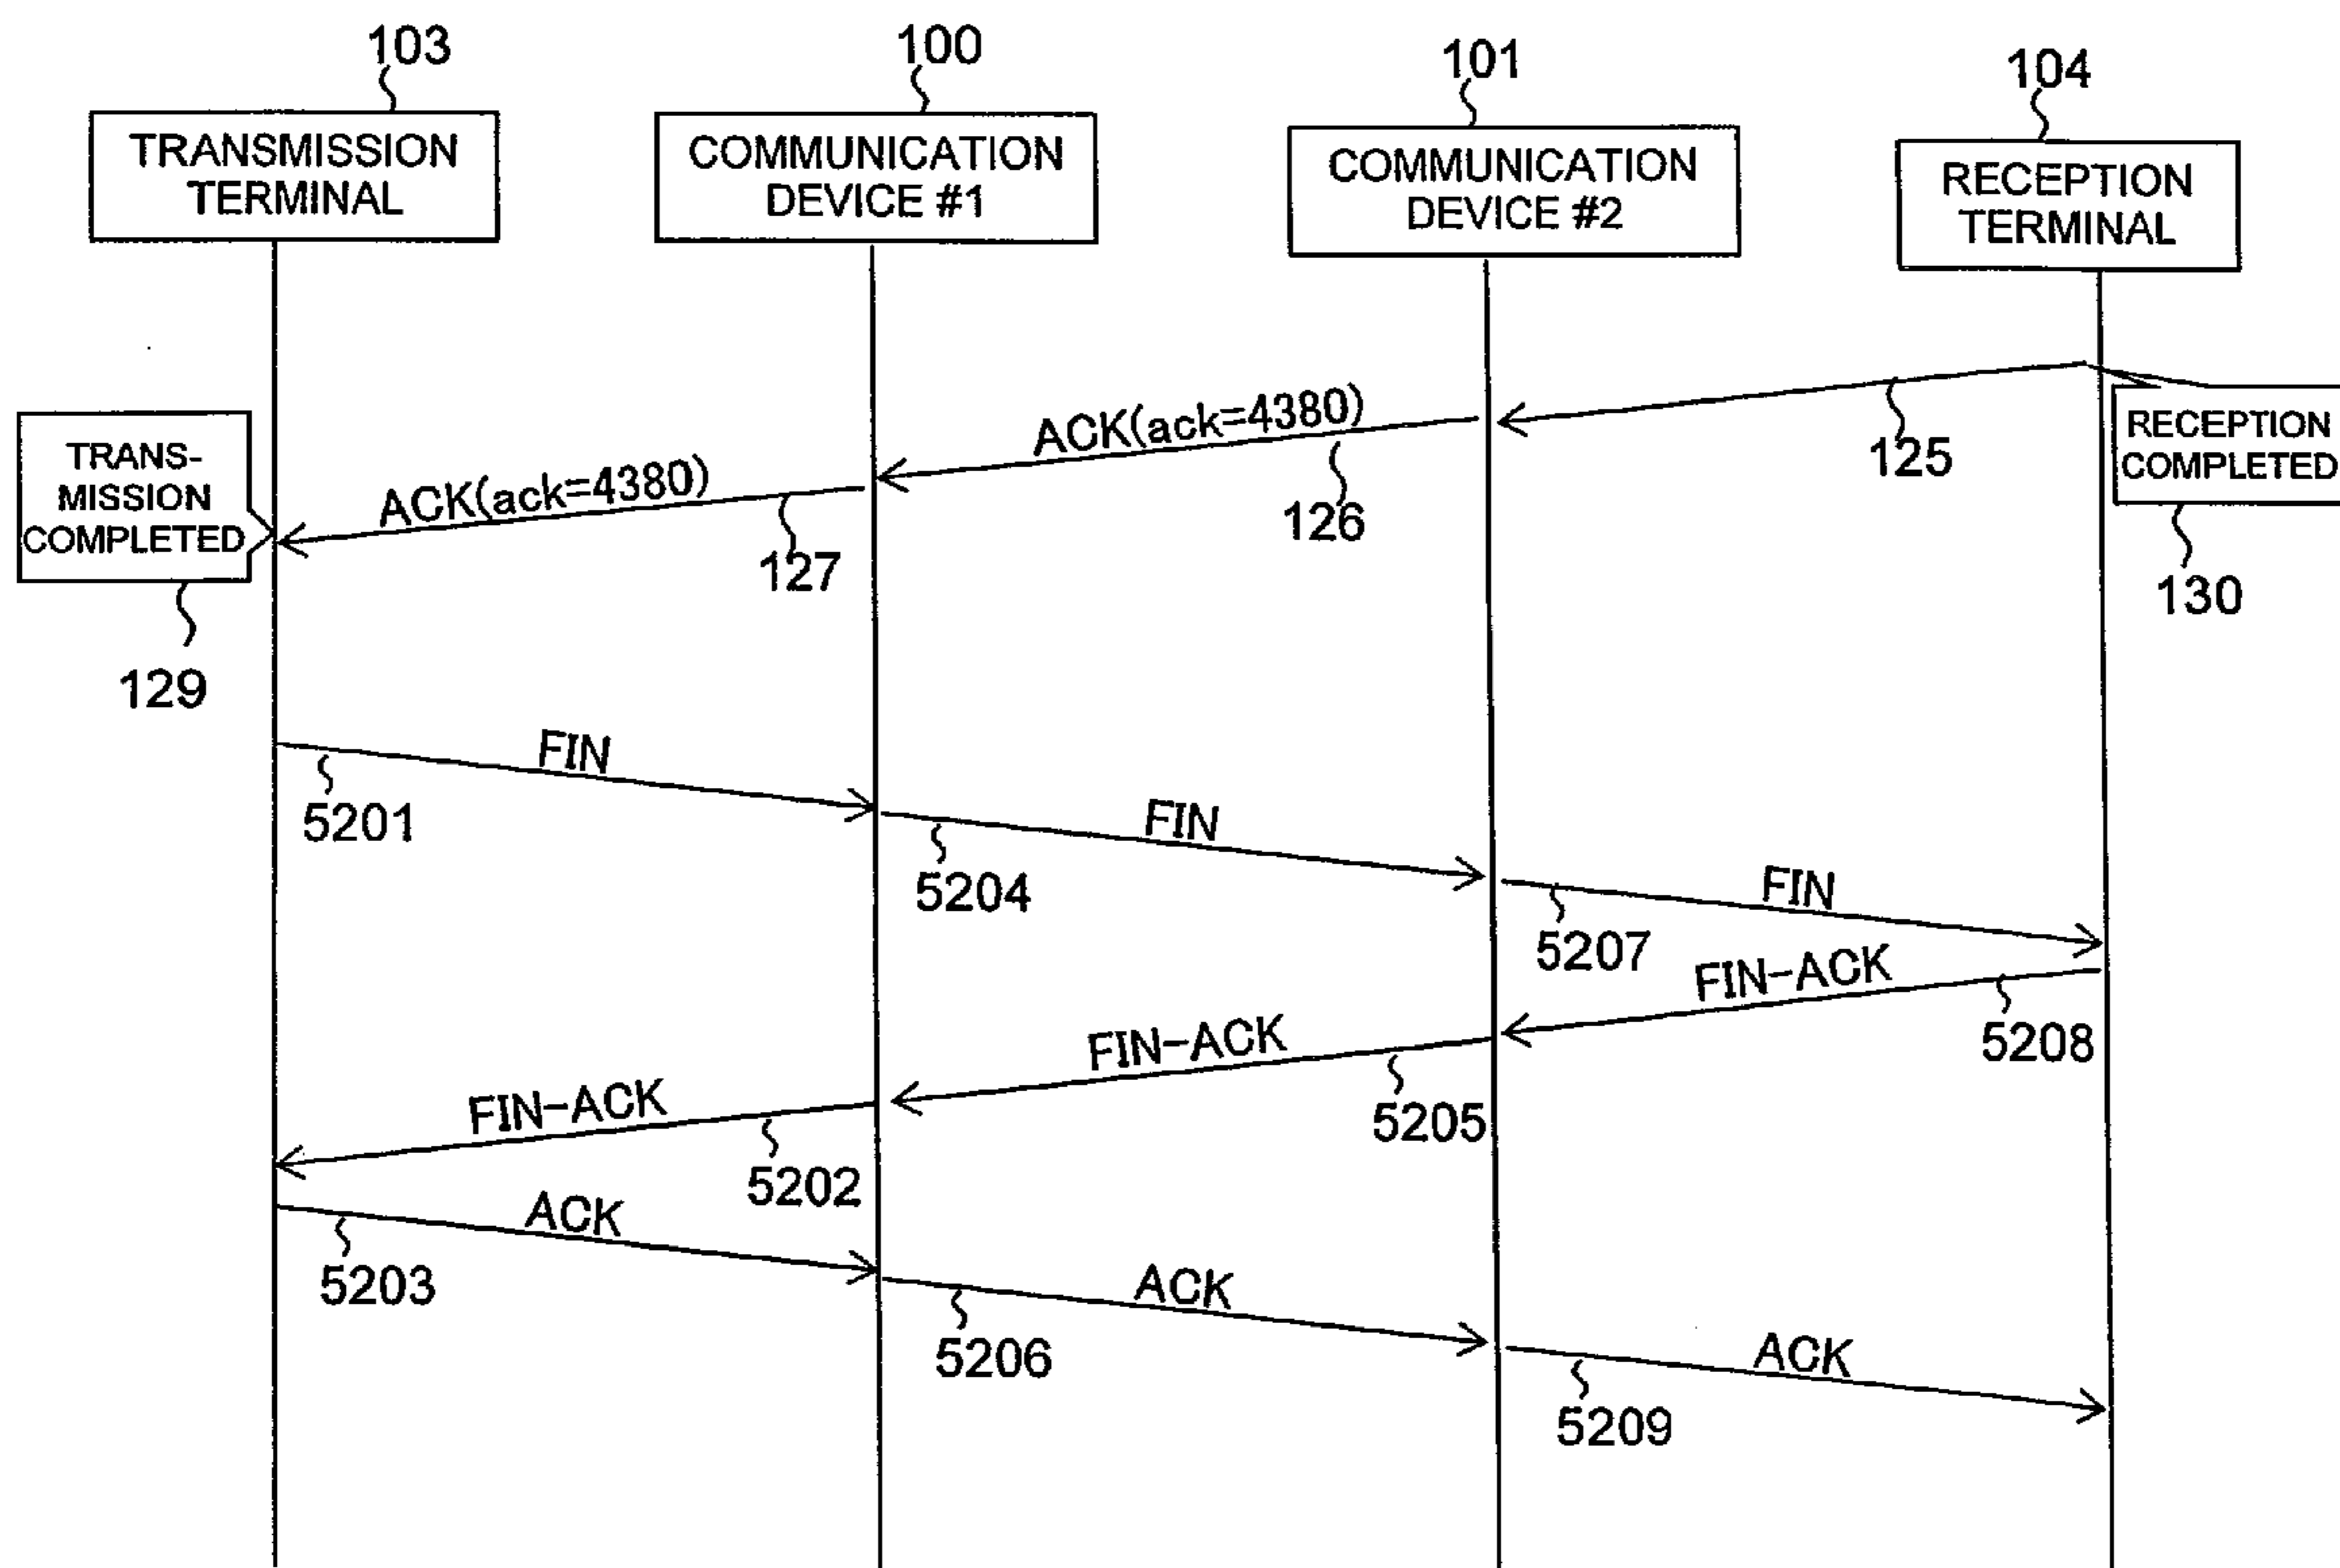 103
100
101
104
TRANSMISSION
TERMINAL
COMMUNICATION
DEVICE #1
COMMUNICATION
DEVICE #2
RECEPTION
TERMINAL
ACK(ack=4380)
126
125
RECEPTION
COMPLETED
130
ACK(ack=4380)
127
TRANS-
MISSION
COMPLETED
129
FIN
5201
FIN
5204
FIN
5207
FIN-ACK
5208
FIN-ACK
5205
FIN-ACK
5202
ACK
5203
ACK
5206
ACK
5209